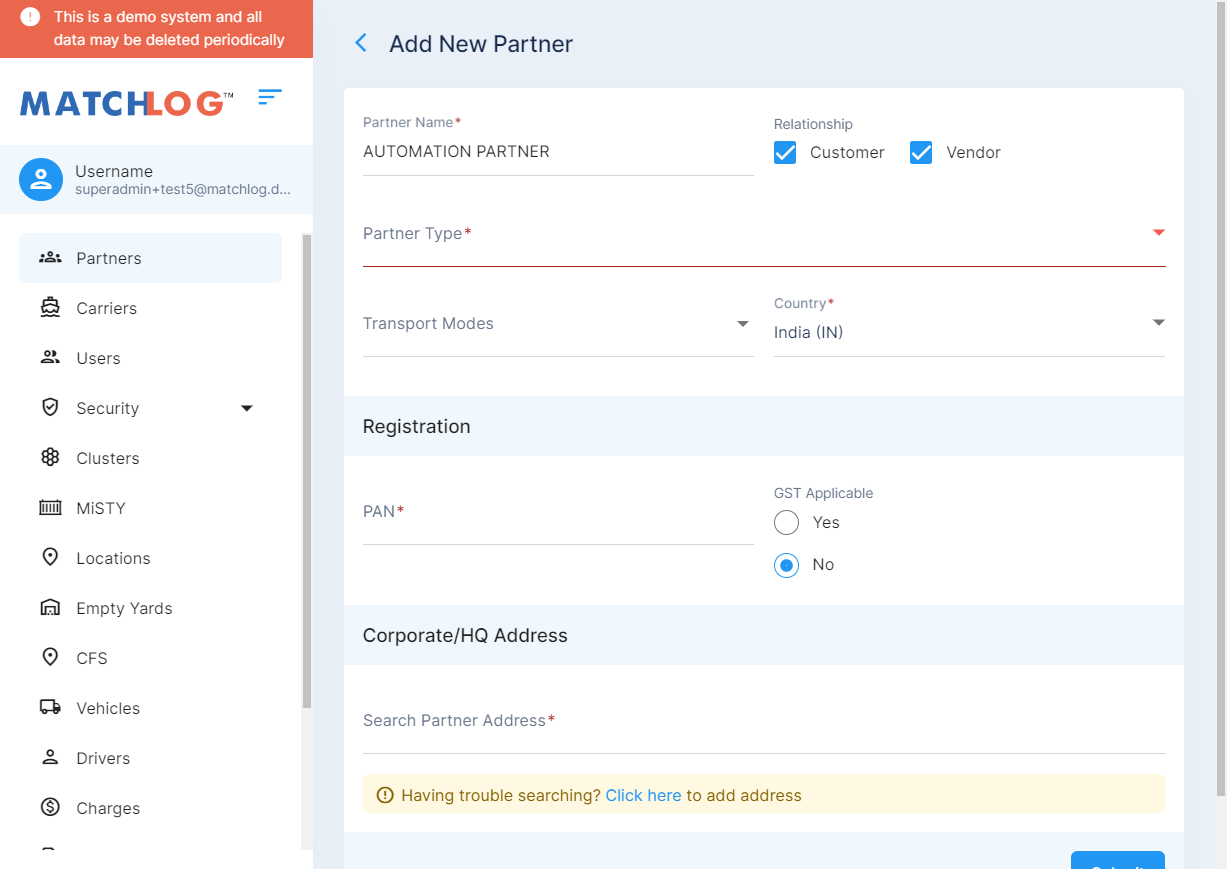 This is a demo system and all
data may be deleted periodically
MATCHLOG™
Username
superadmin+test5@matchlog.d...
Partners
Carriers
Users
Security
Clusters
MiSTY
Locations
Empty Yards
CFS
Vehicles
Drivers
Charges
Add New Partner
Partner Name*
AUTOMATION PARTNER
Relationship
Customer
Vendor
Partner Type*
Transport Modes
Country*
India (IN)
Registration
PAN*
GST Applicable
Yes
No
Corporate/HQ Address
Search Partner Address*
Having trouble searching? Click here to add address
Submit